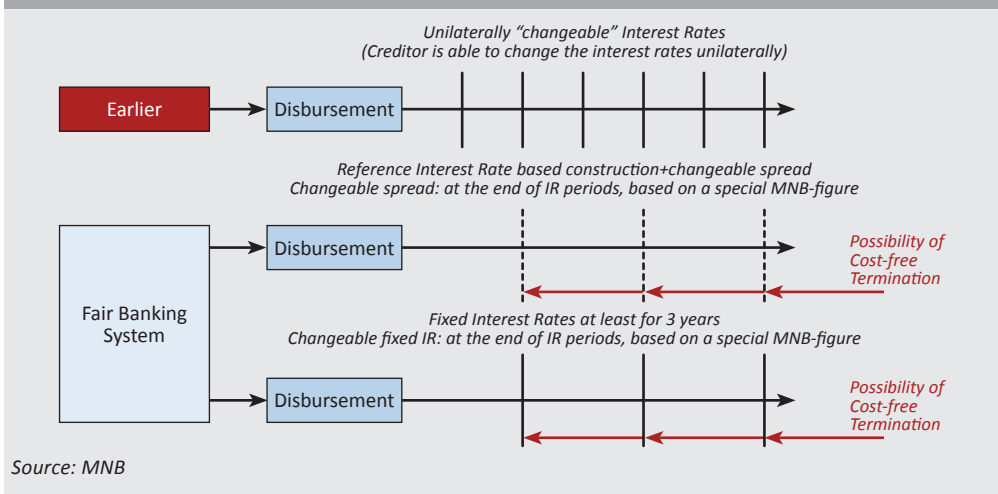 Unilaterally “changeable” Interest Rates
(Creditor is able to change the interest rates unilaterally)
Earlier
Disbursement
Reference Interest Rate based construction+changeable spread
Changeable spread: at the end of IR periods, based on a special MNB-figure
Disbursement
Possibility of
Cost-free
Termination
Fair Banking
System
Fixed Interest Rates at least for 3 years
Changeable fixed IR: at the end of IR periods, based on a special MNB-figure
Disbursement
Possibility of
Cost-free
Termination
Source: MNB